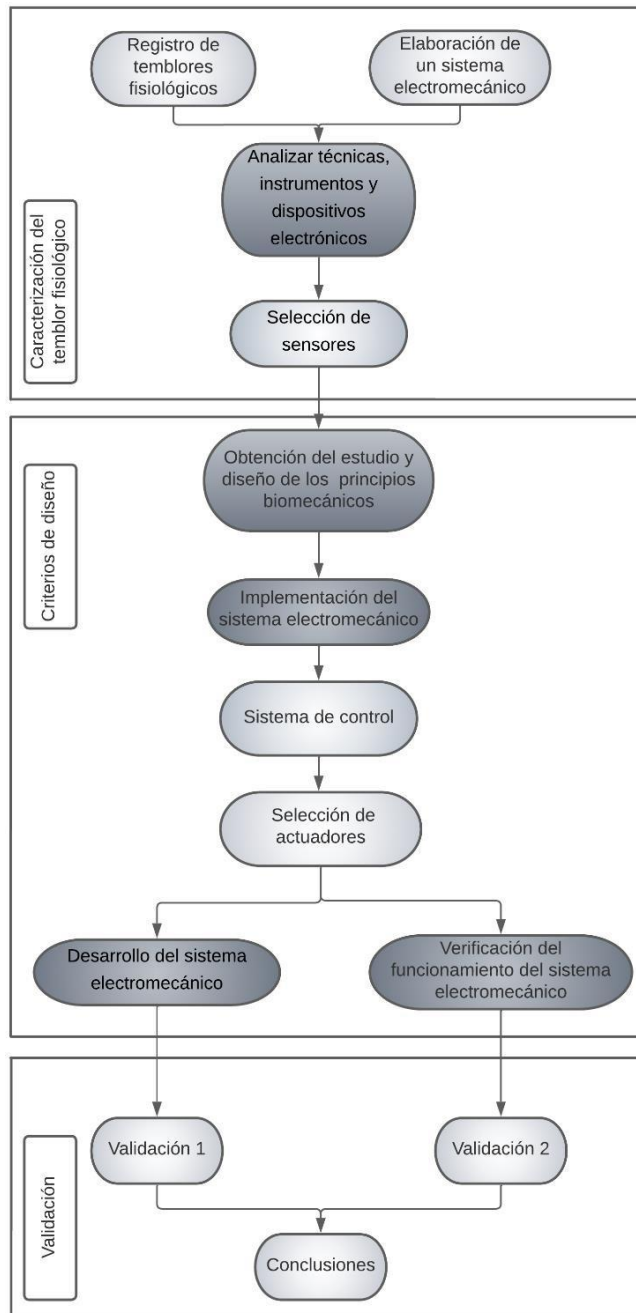 Registro de
temblores
fisiológicos
Elaboración de
un sistema
electromecánico
Analizar técnicas,
instrumentos y
dispositivos
electrónicos
Selección de
sensores
Caracterización del
temblor fisiológico
Obtención del estudio y
diseño de los principios
biomecánicos
Implementación del
sistema electromecánico
Sistema de control
Selección de
actuadores
Desarrollo del sistema
electromecánico
Verificación del
funcionamiento del sistema
electromecánico
Criterios de diseño
Validación 1
Validación 2
Conclusiones
Validación